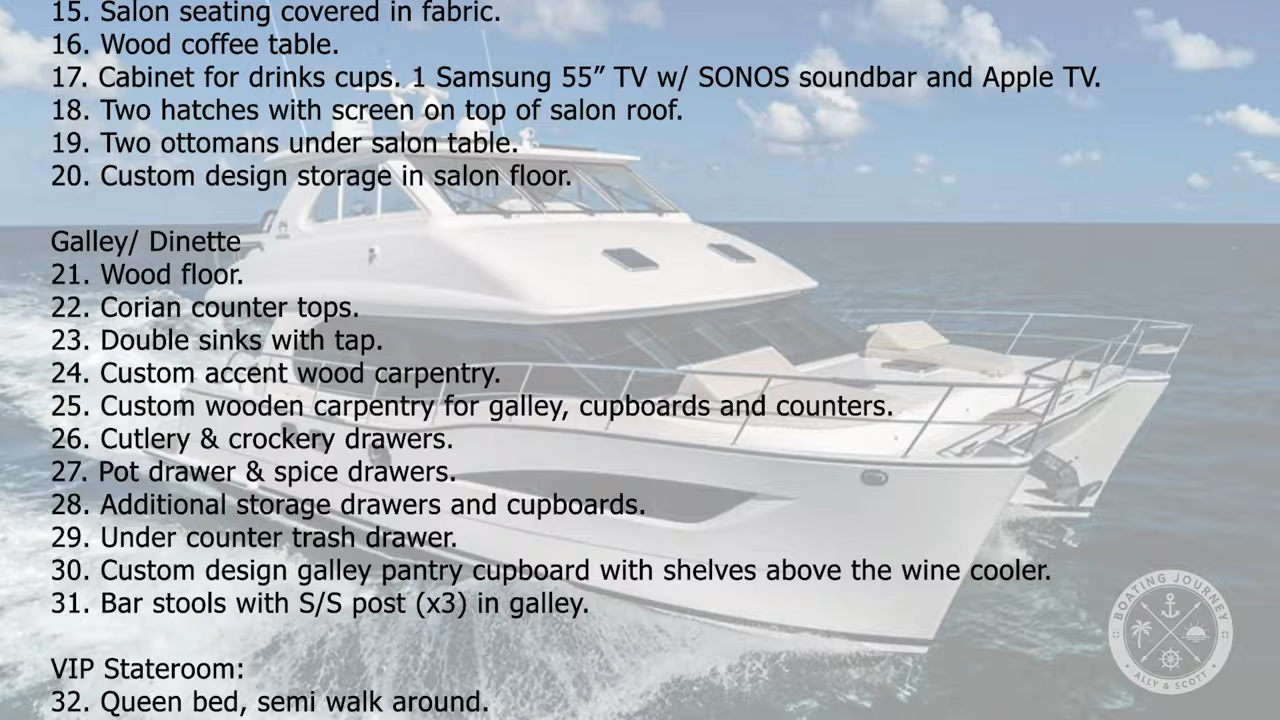 15. Salon seating covered in fabric.
16. Wood coffee table.
17. Cabinet for drinks cups. 1 Samsung 55” TV w/ SONOS soundbar and Apple TV.
18. Two hatches with screen on top of salon roof.
19. Two ottomans under salon table.
20. Custom design storage in salon floor.
Galley/ Dinette
21. Wood floor.
22. Corian counter tops.
23. Double sinks with tap.
24. Custom accent wood carpentry.
25. Custom wooden carpentry for galley, cupboards and counters.
26. Cutlery & crockery drawers.
27. Pot drawer & spice drawers.
28. Additional storage drawers and cupboards.
29. Under counter trash drawer.
30. Custom design galley pantry cupboard with shelves above the wine cooler.
31. Bar stools with S/S post (x3) in galley.
VIP Stateroom:
32. Queen bed, semi walk around.
BOATING JOURNEY
ALLY & SCOTT